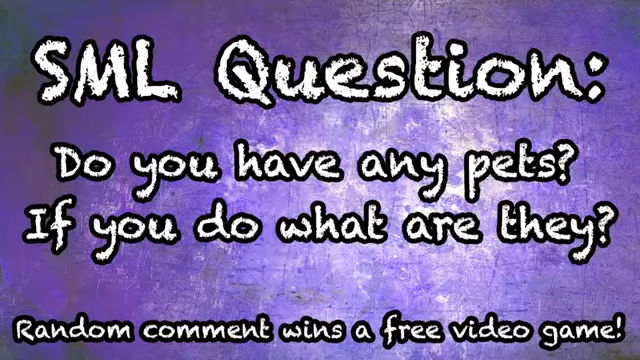 SML Question:
Do you have any pets?
If you do what are they?
Random comment wins a free video game!